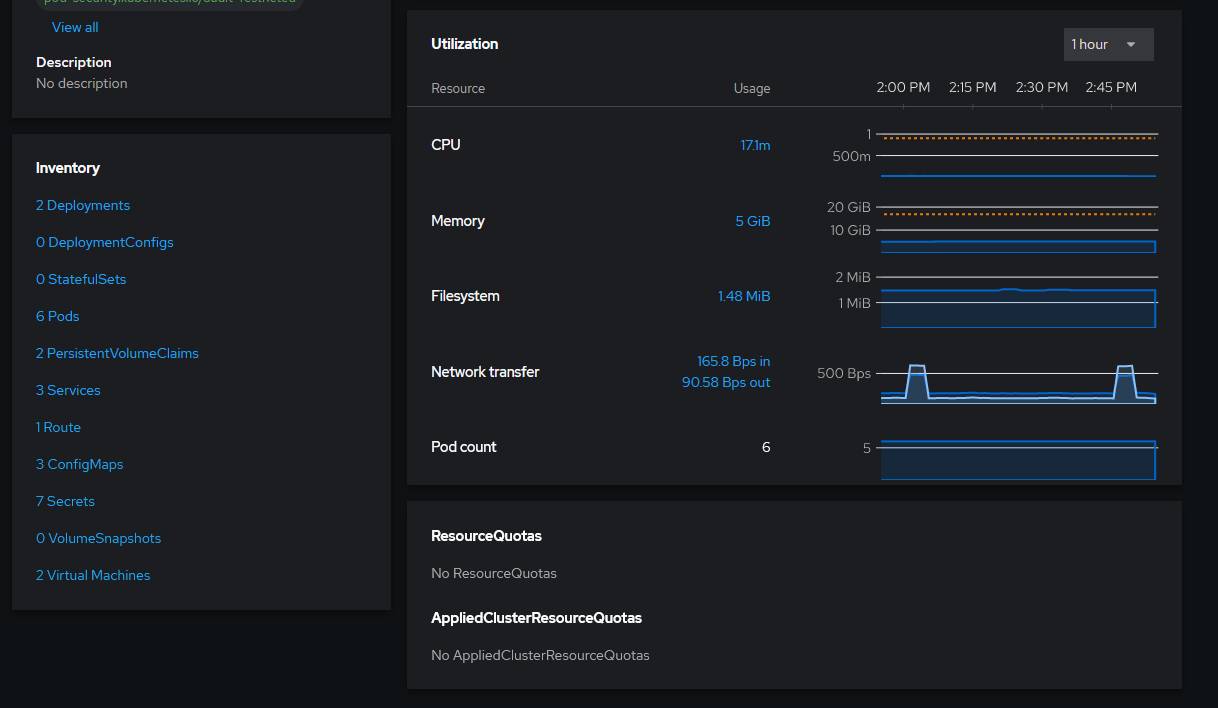 View all
Description
No description
Inventory
2 Deployments
0 DeploymentConfigs
0 StatefulSets
6 Pods
2 PersistentVolumeClaims
3 Services
1 Route
3 ConfigMaps
7 Secrets
0 VolumeSnapshots
2 Virtual Machines
Utilization
1 hour
Resource Usage 2:00 PM 2:15 PM 2:30 PM 2:45 PM
CPU 17.1m
1
500m
Memory 5 GiB
20 GiB
10 GiB
Filesystem 1.48 MiB
2 MiB
1 MiB
Network transfer
165.8 Bps in
90.58 Bps out
500 Bps
Pod count 6
5
ResourceQuotas
No ResourceQuotas
AppliedClusterResourceQuotas
No AppliedClusterResourceQuotas